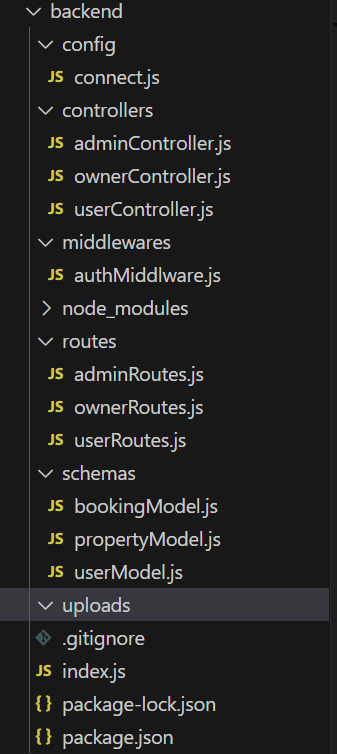 backend
config
JS connect.js
controllers
JS adminController.js
JS ownerController.js
JS userController.js
middlewares
JS authMiddlware.js
node_modules
routes
JS adminRoutes.js
JS ownerRoutes.js
JS userRoutes.js
schemas
JS bookingModel.js
JS propertyModel.js
JS userModel.js
uploads
.gitignore
JS index.js
{} package-lock.json
{} package.json